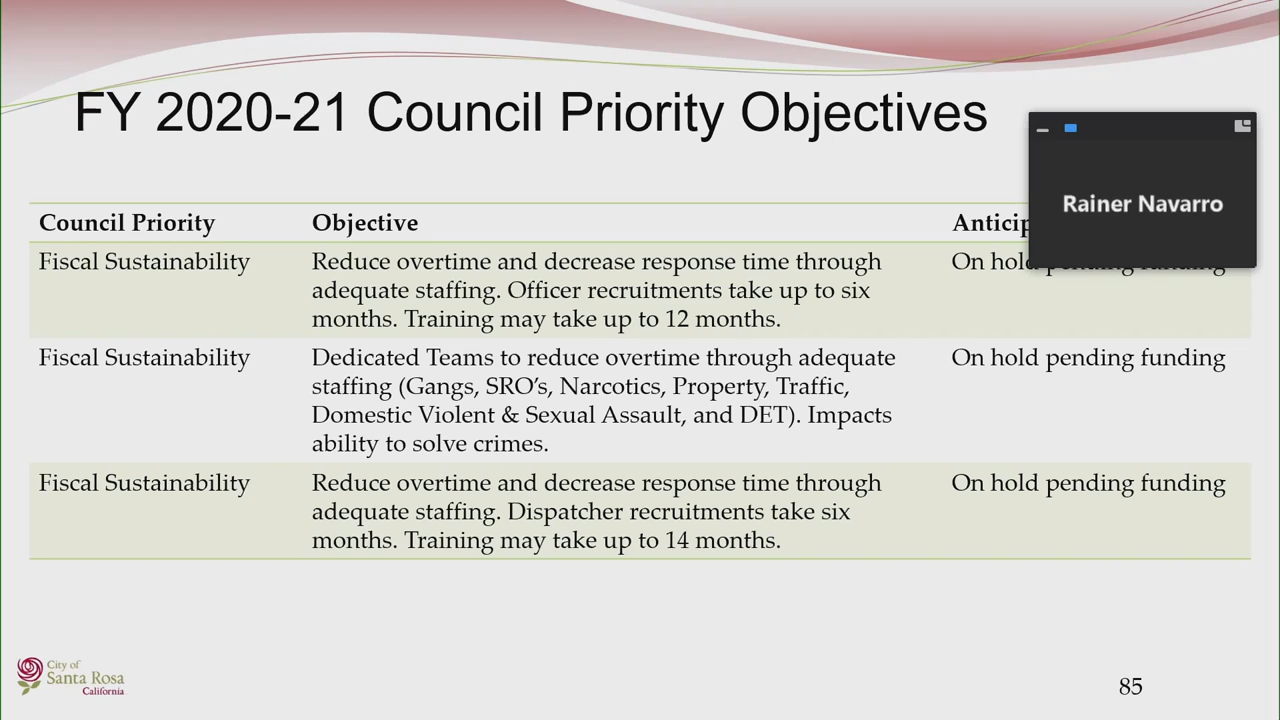 FY 2020-21 Council Priority Objectives
Rainer Navarro
Council Priority Objective
Fiscal Sustainability Reduce overtime and decrease response time through On hold pending funding
adequate staffing. Officer recruitments take up to six
months. Training may take up to 12 months.
Fiscal Sustainability Dedicated Teams to reduce overtime through adequate On hold pending funding
staffing (Gangs, SRO's, Narcotics, Property, Traffic,
Domestic Violent & Sexual Assault, and DET). Impacts
ability to solve crimes.
Fiscal Sustainability Reduce overtime and decrease response time through On hold pending funding
adequate staffing. Dispatcher recruitments take six
months. Training may take up to 14 months.
City of
Santa Rosa
California
85